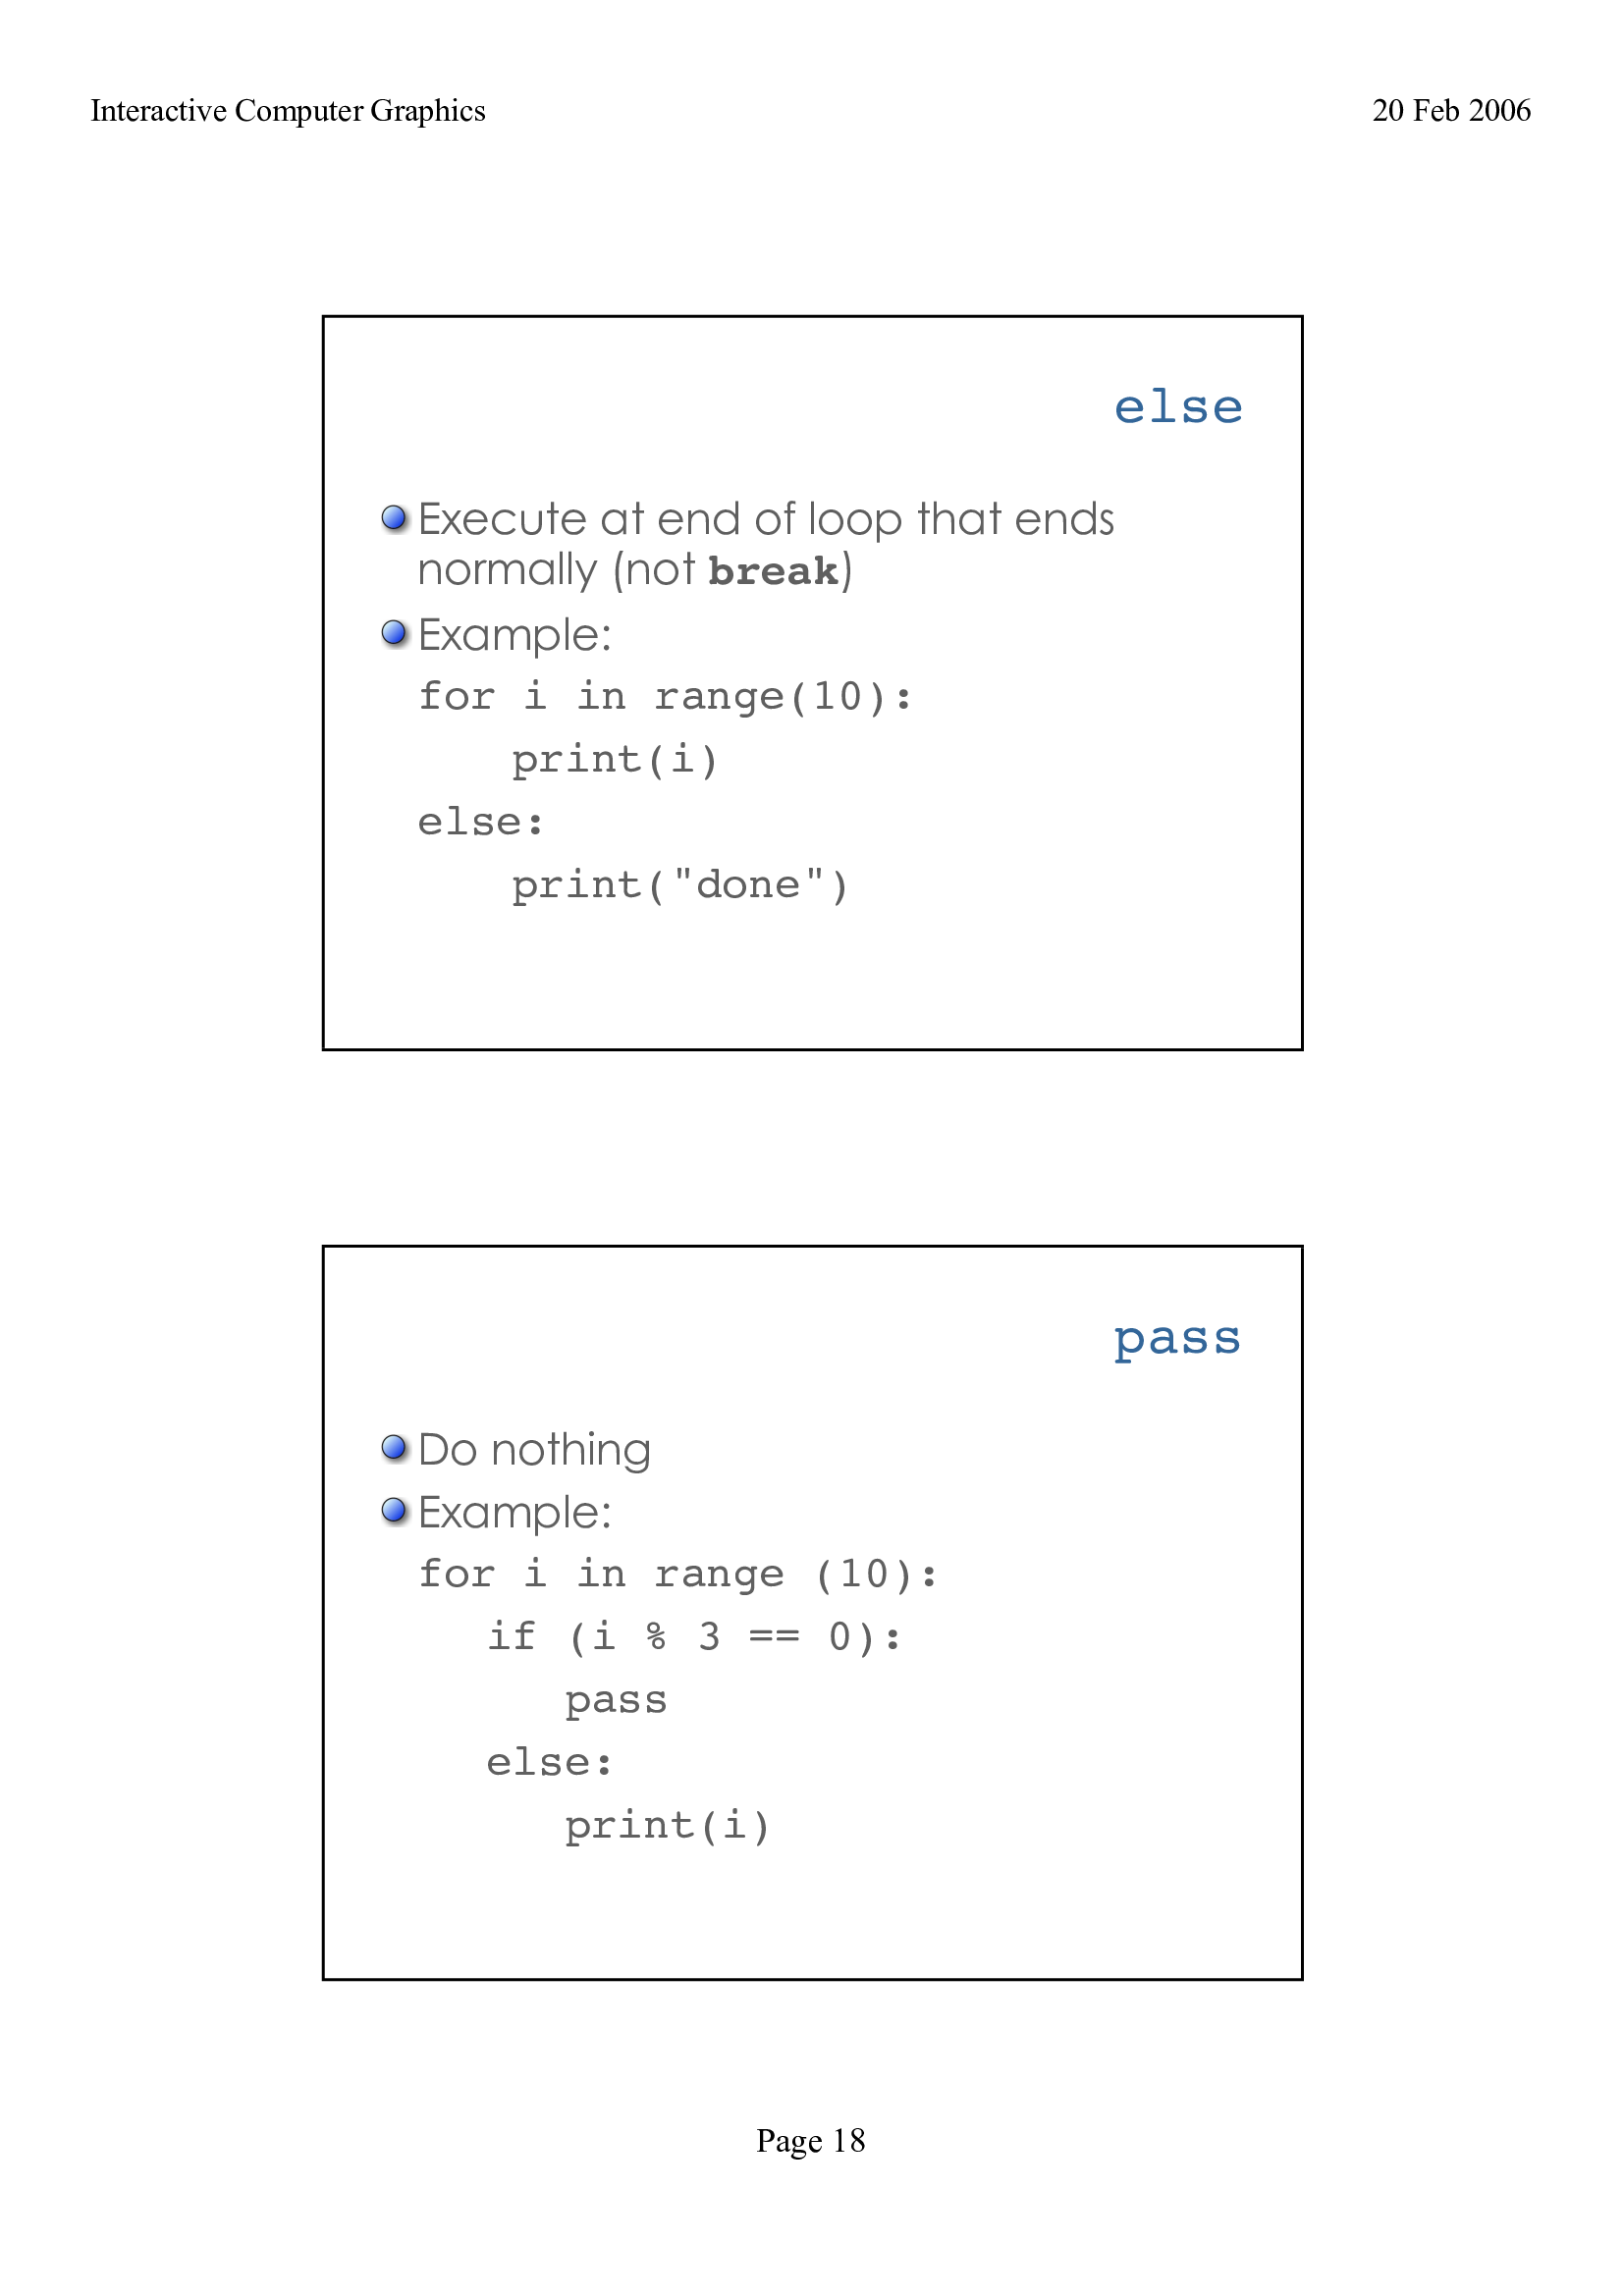 Interactive Computer Graphics 20 Feb 2006
else
Execute at end of loop that ends
normally (not break)
Example:
for i in range(10):
    print(i)
else:
    print("done")
pass
Do nothing
Example:
for i in range (10):
   if (i % 3 == 0):
      pass
   else:
      print(i)
Page 18